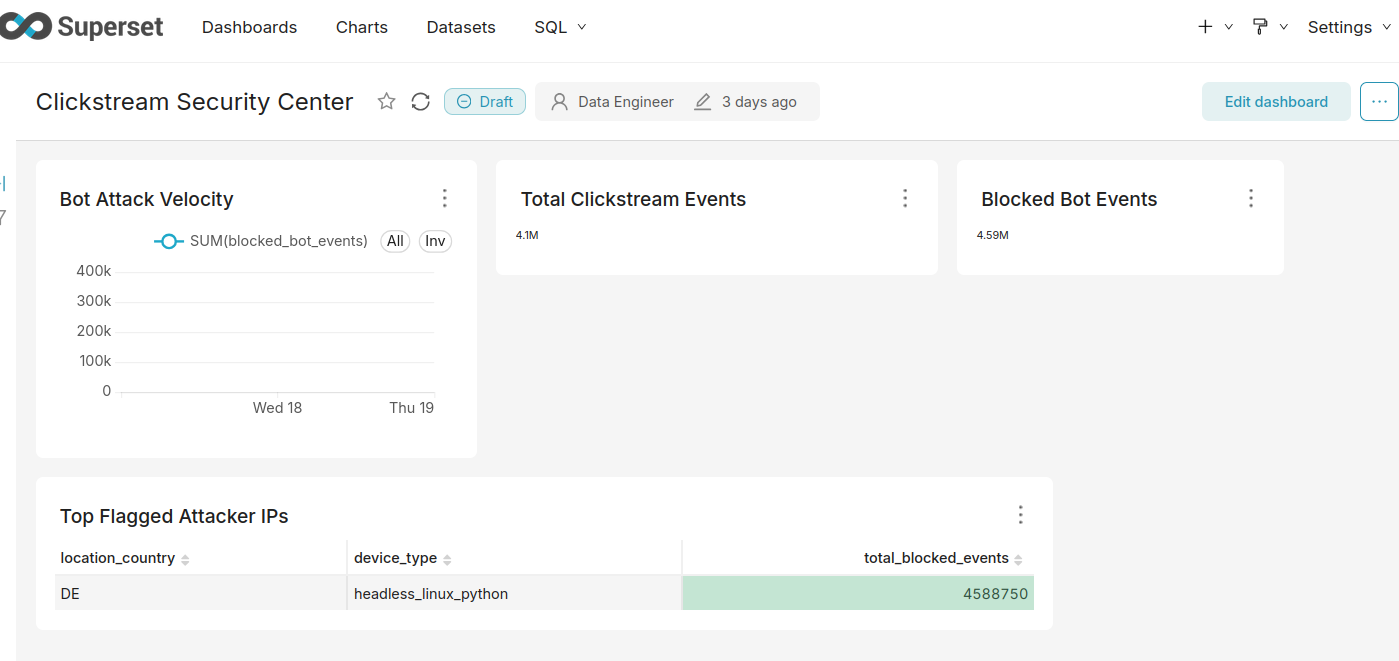 Superset Dashboards Charts Datasets SQL Settings
Clickstream Security Center Draft Data Engineer 3 days ago Edit dashboard
Bot Attack Velocity
SUM(blocked_bot_events) All Inv
400k
300k
200k
100k
0
Wed 18 Thu 19
Total Clickstream Events
4.1M
Blocked Bot Events
4.59M
Top Flagged Attacker IPs
location_country device_type total_blocked_events
DE headless_linux_python 4588750